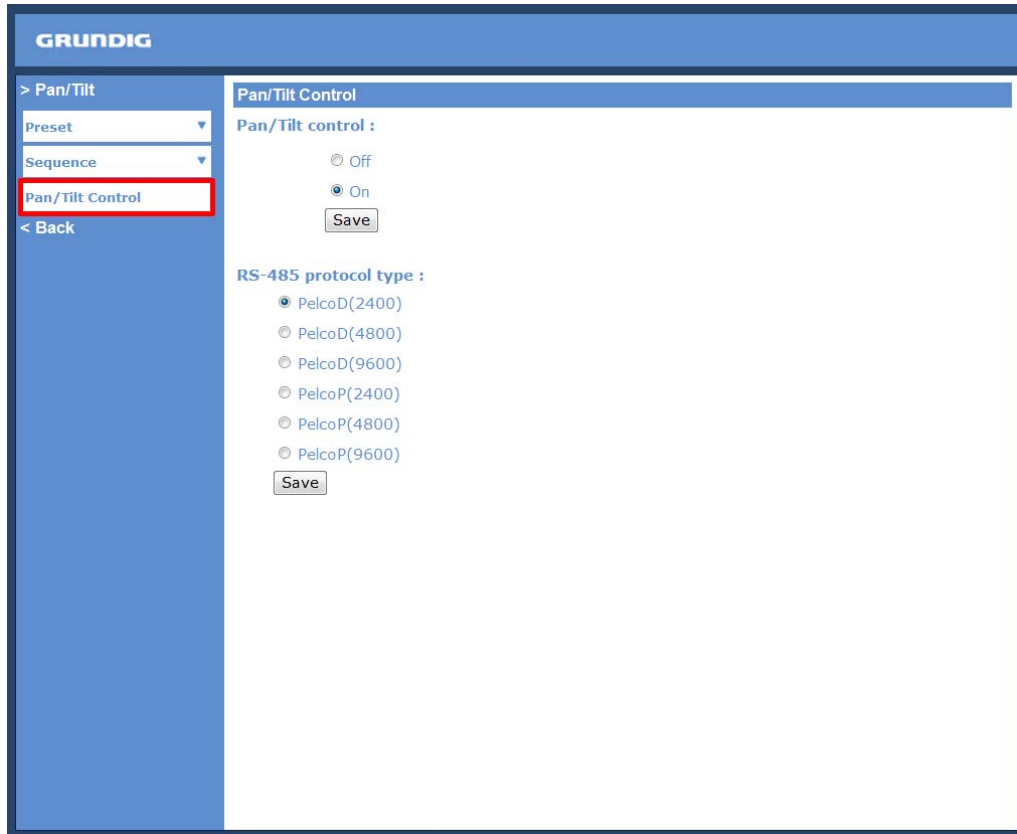 GRUNDIG
> Pan/Tilt
Preset
Sequence
Pan/Tilt Control
< Back
Pan/Tilt Control
Pan/Tilt control :
Off
On
Save
RS-485 protocol type :
PelcoD(2400)
PelcoD(4800)
PelcoD(9600)
PelcoP(2400)
PelcoP(4800)
PelcoP(9600)
Save